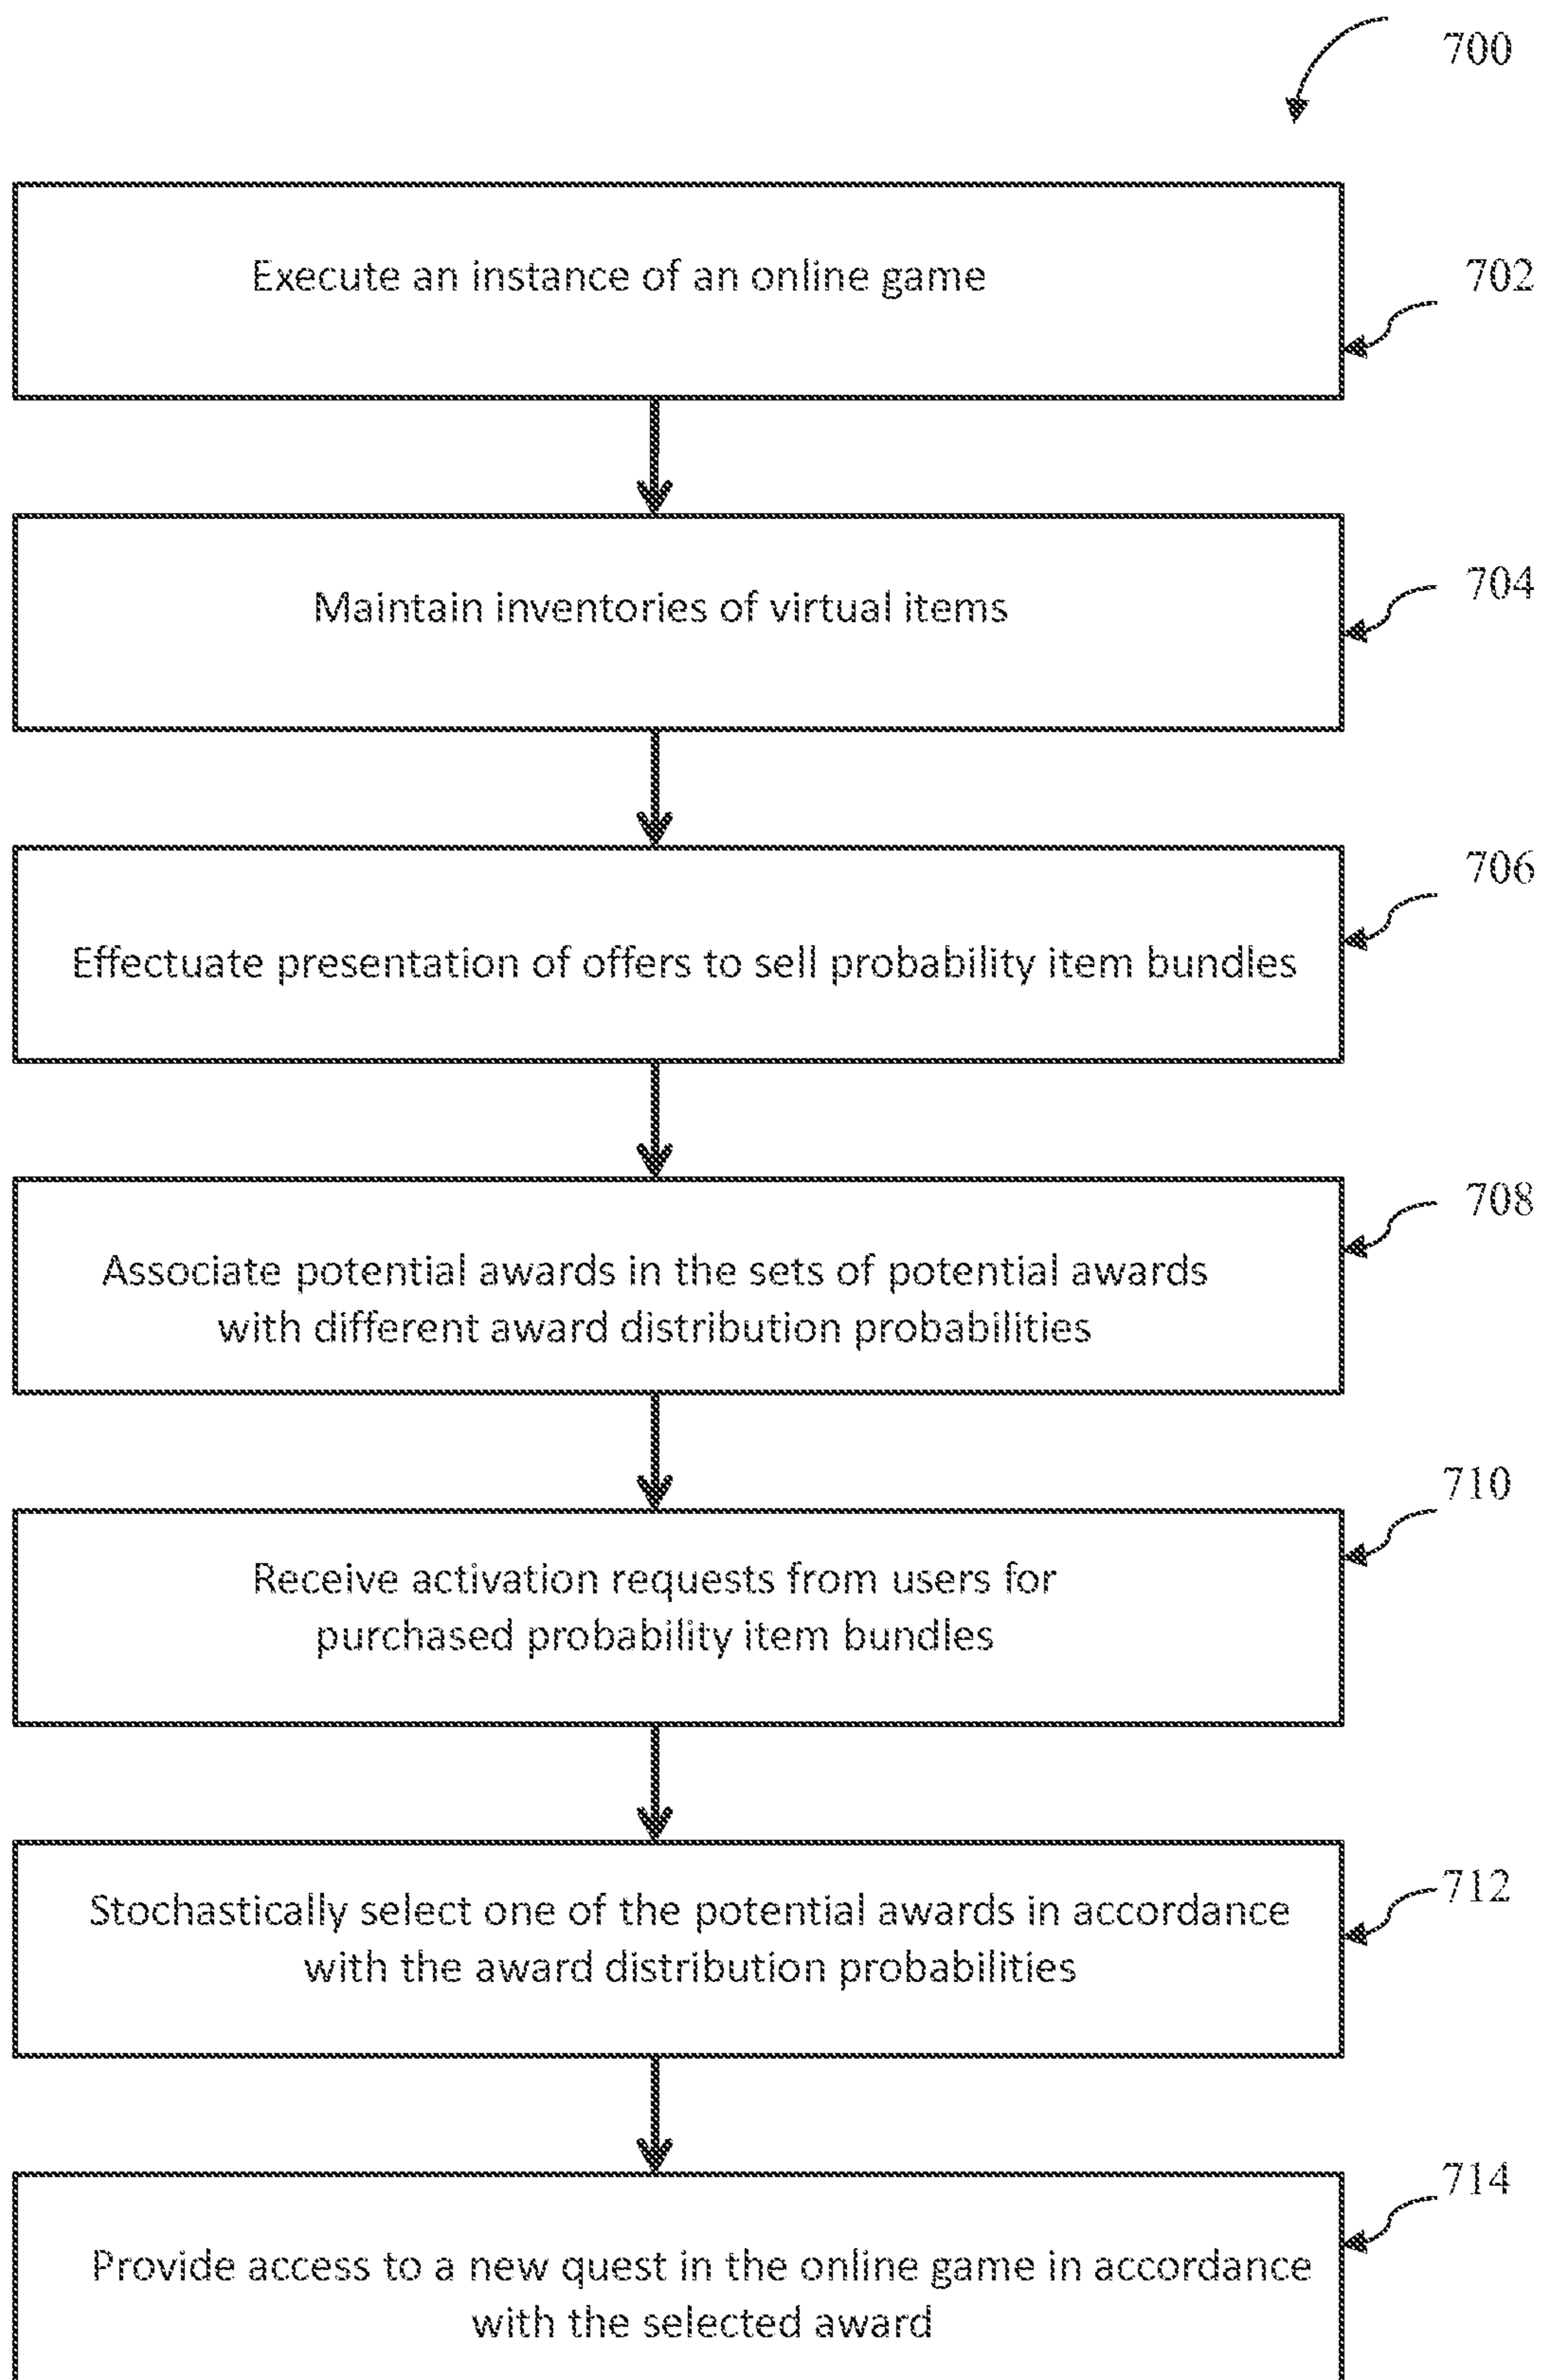 700
Execute an instance of an online game
702
Maintain inventories of virtual items
704
Effectuate presentation of offers to sell probability item bundles
706
Associate potential awards in the sets of potential awards
with different award distribution probabilities
708
Receive activation requests from users for
purchased probability item bundles
710
Stochastically select one of the potential awards in accordance
with the award distribution probabilities
712
Provide access to a new quest in the online game in accordance
with the selected award
714